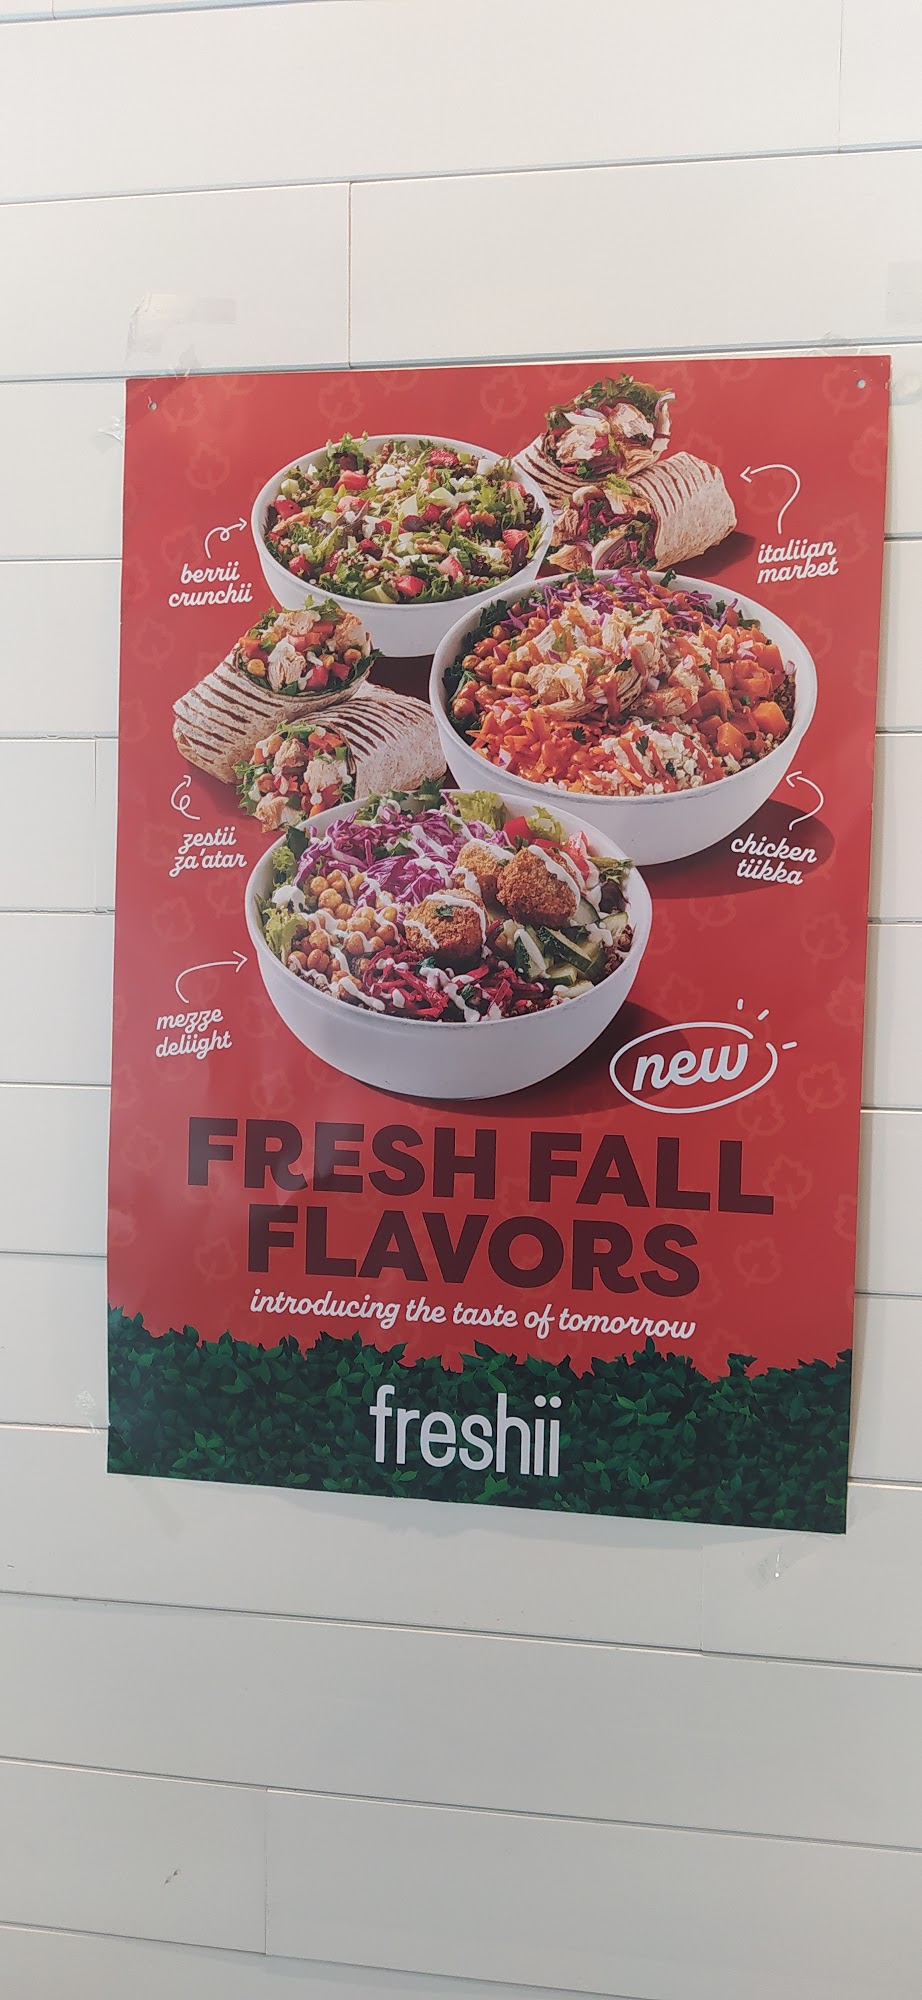 berrii
crunchii
italiian
market
zestii
za'atar
chicken
tiikka
mezze
deliight
new
FRESH FALL
FLAVORS
introducing the taste of tomorrow
freshii